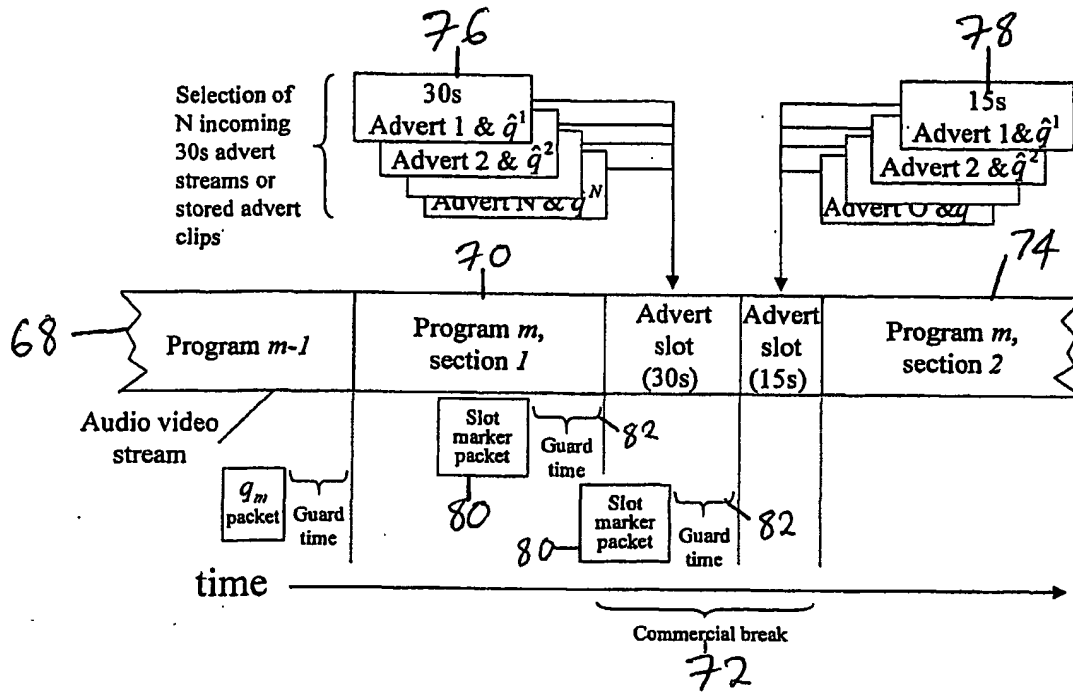 76
78
Selection of
N incoming
30s advert
streams or
stored advert
clips
30s
Advert 1 & q̂¹
Advert 2 & q̂²
Advert N & q̂ᴺ
15s
Advert 1& q̂¹
Advert 2 & q̂²
Advert O &q
70
74
68
Program m-1
Program m,
section 1
Advert
slot
(30s)
Advert
slot
(15s)
Program m,
section 2
Audio video
stream
Slot
marker
packet
Guard
time
82
80
qₘ
packet
Guard
time
Slot
marker
packet
Guard
time
82
80
time
Commercial break
72